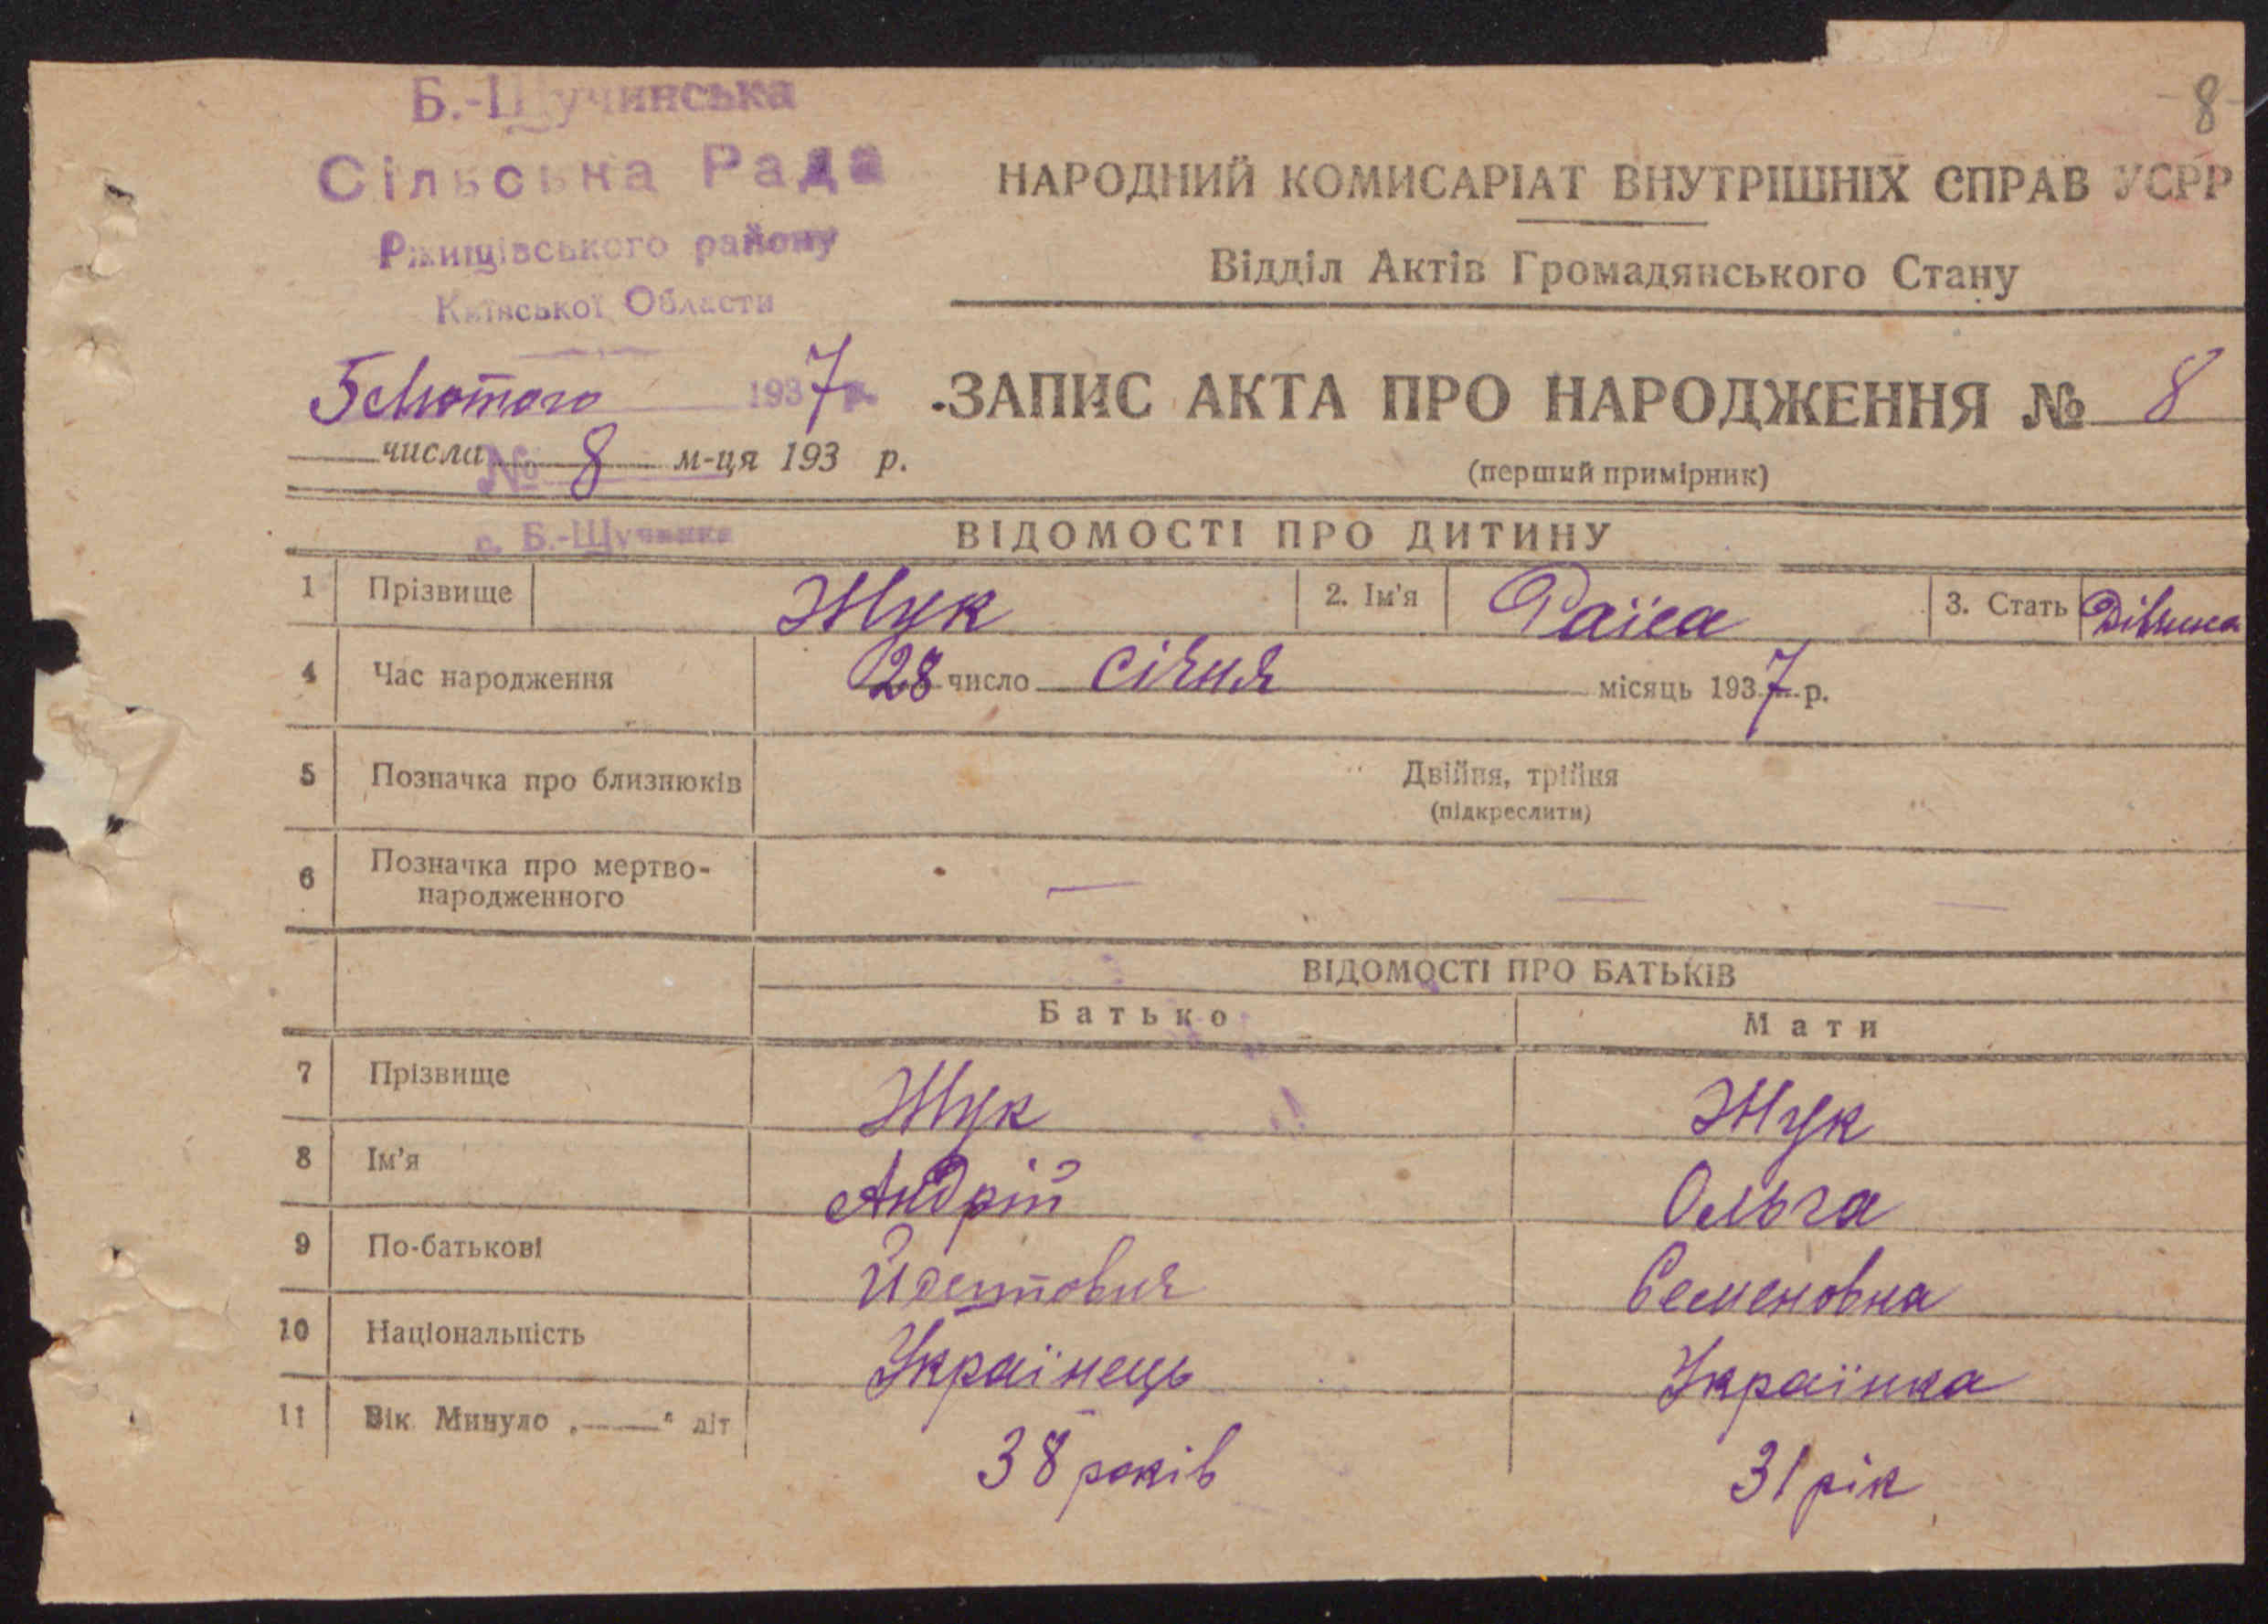 8
Б.-Щучинська
Сільська Рада
Ржищівського району
Київської Области
5 Лютого 1937 р.
№ 8
с. Б.-Щучинка
числа м-ця 193 р.
НАРОДНИЙ КОМИСАРІАТ ВНУТРІШНІХ СПРАВ УСРР
Відділ Актів Громадянського Стану
ЗАПИС АКТА ПРО НАРОДЖЕННЯ № 8
(перший примірник)
ВІДОМОСТІ ПРО ДИТИНУ
1 Прізвище Жук 2. Ім'я Раїса 3. Стать Дівчина
4 Час народження 28 число січня місяць 1937 р.
5 Позначка про близнюків Двійня, трійня
(підкреслити)
6 Позначка про мертво-
народженного — — —
ВІДОМОСТІ ПРО БАТЬКІВ
Батько Мати
7 Прізвище Жук Жук
8 Ім'я Андрій Ольга
9 По-батькові Семеновна
10 Національність Українець Українка
11 Вік Минуло „——“ літ 38 років 31 рік